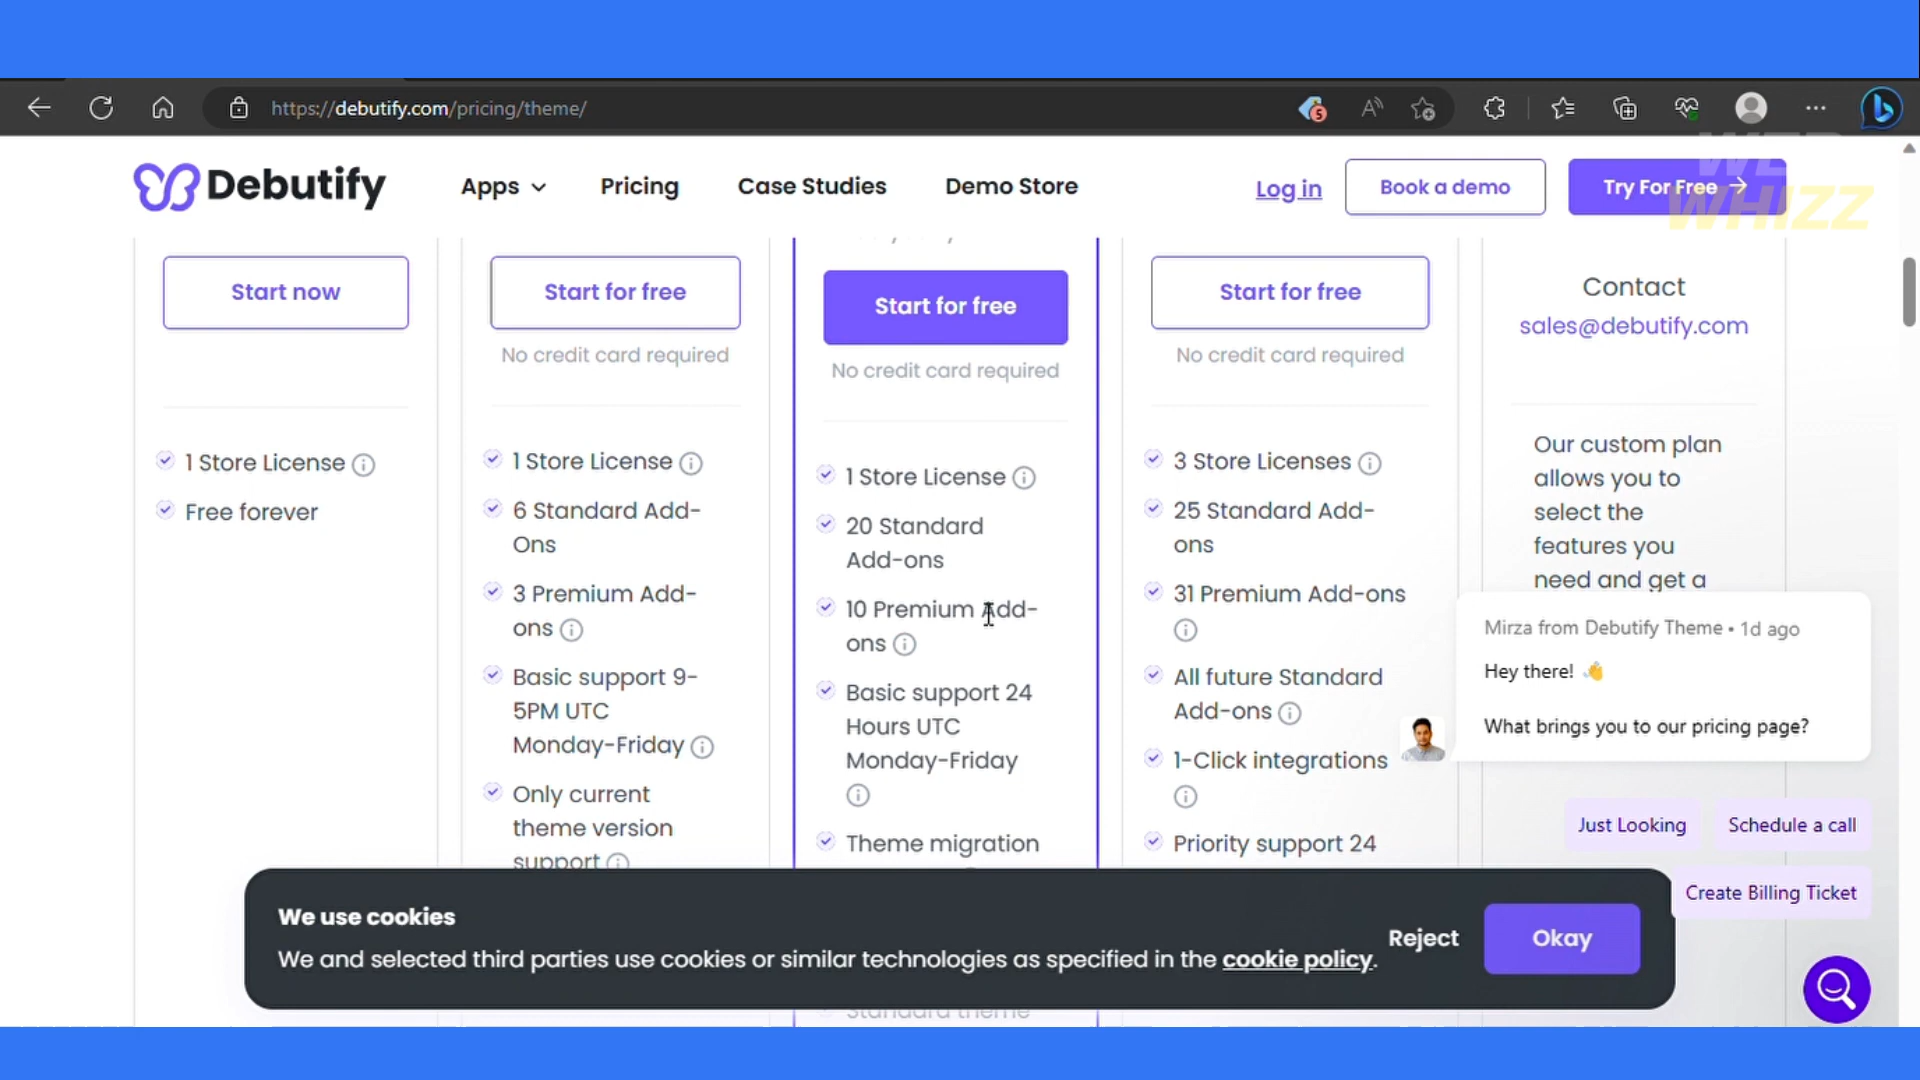 https://debutify.com/pricing/theme/
5
WEB
WHIZZ
Debutify
Apps
Pricing
Case Studies
Demo Store
Log in
Book a demo
Try For Free
Start now
1 Store License
Free forever
Start for free
No credit card required
1 Store License
6 Standard Add-
Ons
3 Premium Add-
ons
Basic support 9-
5PM UTC
Monday-Friday
Only current
theme version
support
Start for free
No credit card required
1 Store License
20 Standard
Add-ons
10 Premium Add-
ons
Basic support 24
Hours UTC
Monday-Friday
Theme migration
Standard theme
Start for free
No credit card required
3 Store Licenses
25 Standard Add-
ons
31 Premium Add-ons
All future Standard
Add-ons
1-Click integrations
Priority support 24
Contact
sales@debutify.com
Our custom plan
allows you to
select the
features you
need and get a
Mirza from Debutify Theme • 1d ago
Hey there! 👋
What brings you to our pricing page?
Just Looking
Schedule a call
Create Billing Ticket
We use cookies
We and selected third parties use cookies or similar technologies as specified in the cookie policy.
Reject
Okay